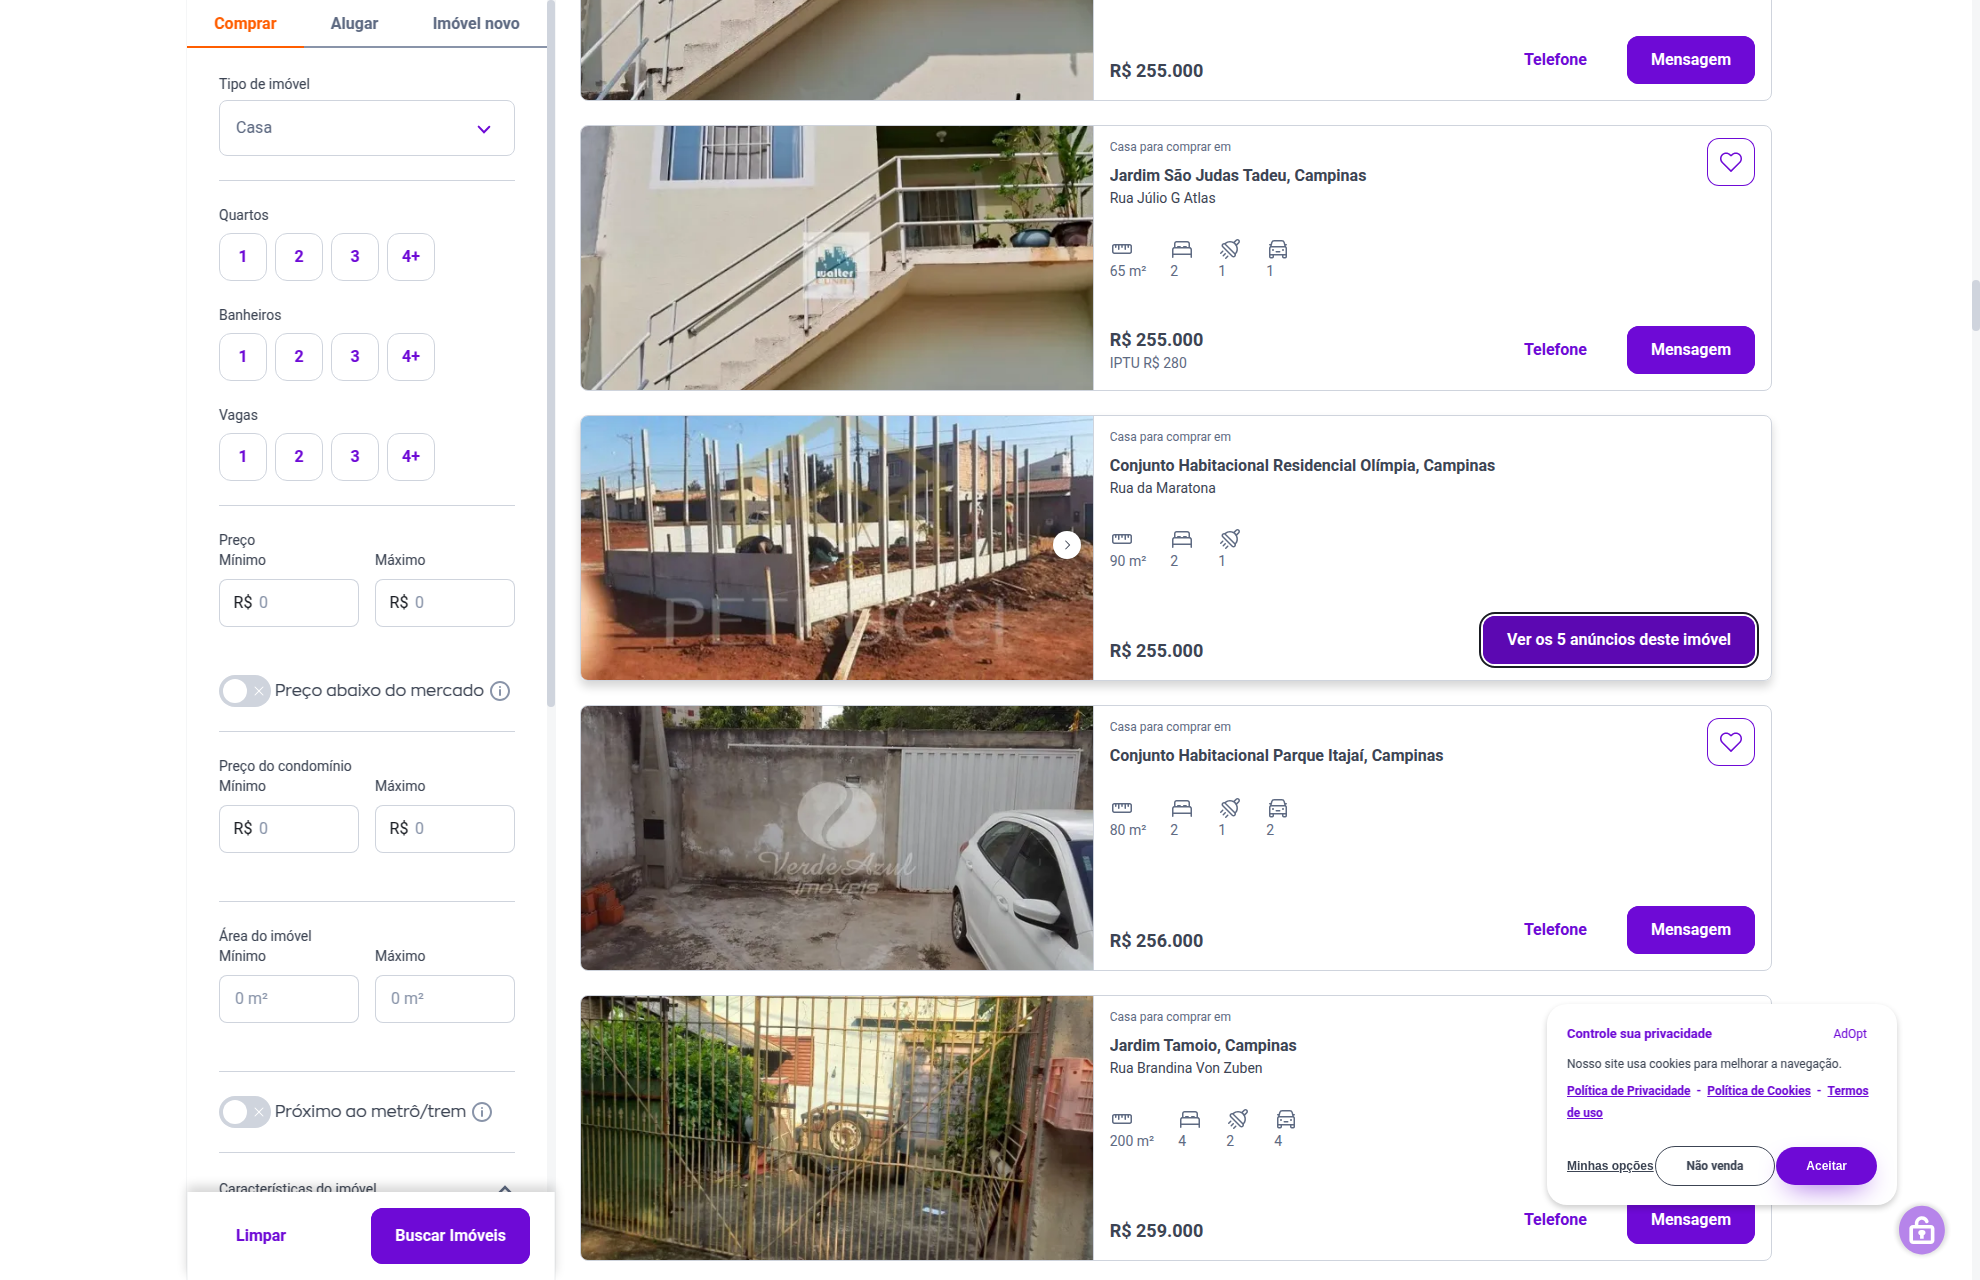 Comprar
Alugar
Imóvel novo
Tipo de imóvel
Casa
Quartos
1
2
3
4+
Banheiros
1
2
3
4+
Vagas
1
2
3
4+
Preço
Mínimo
Máximo
R$ 0
R$ 0
Preço abaixo do mercado
Preço do condomínio
Mínimo
Máximo
R$ 0
R$ 0
Área do imóvel
Mínimo
Máximo
0 m²
0 m²
Próximo ao metrô/trem
Características do imóvel
Limpar
Buscar Imóveis
R$ 255.000
Telefone
Mensagem
walter
Casa para comprar em
Jardim São Judas Tadeu, Campinas
Rua Júlio G Atlas
65 m²
2
1
1
R$ 255.000
IPTU R$ 280
Telefone
Mensagem
PETRUCCI
Casa para comprar em
Conjunto Habitacional Residencial Olímpia, Campinas
Rua da Maratona
90 m²
2
1
R$ 255.000
Ver os 5 anúncios deste imóvel
Verde Azul
imóveis
Casa para comprar em
Conjunto Habitacional Parque Itajaí, Campinas
80 m²
2
1
2
R$ 256.000
Telefone
Mensagem
Casa para comprar em
Jardim Tamoio, Campinas
Rua Brandina Von Zuben
200 m²
4
2
4
R$ 259.000
Telefone
Mensagem
Controle sua privacidade
AdOpt
Nosso site usa cookies para melhorar a navegação.
Política de Privacidade - Política de Cookies - Termos
de uso
Minhas opções
Não venda
Aceitar